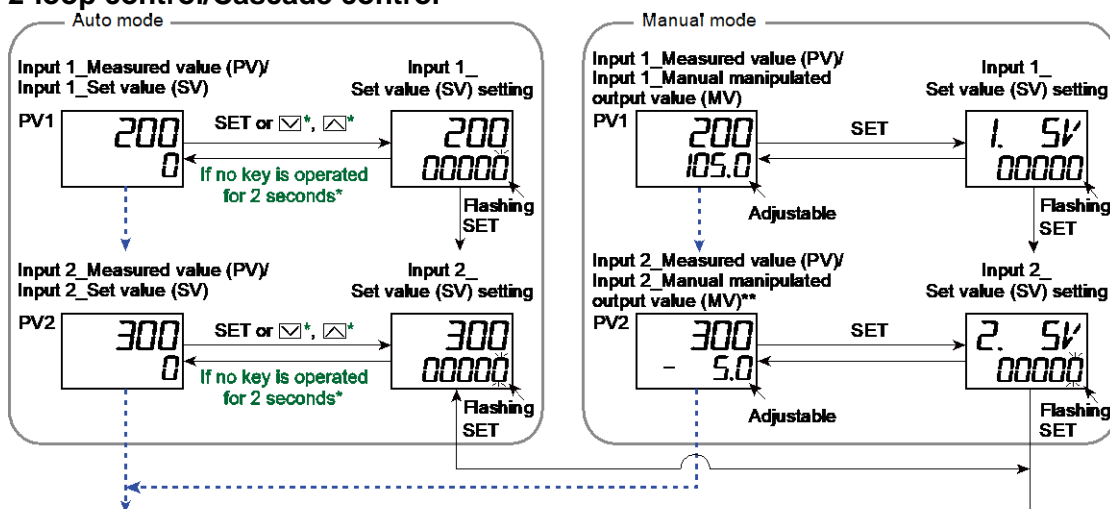 2-loop control/Cascade control
Auto mode
Input 1_Measured value (PV)/
Input 1_Set value (SV)
PV1
200
0
SET or *, *
If no key is operated
for 2 seconds*
Input 1_
Set value (SV) setting
200
00000
Flashing
SET
Input 2_Measured value (PV)/
Input 2_Set value (SV)
PV2
300
0
SET or *, *
If no key is operated
for 2 seconds*
Input 2_
Set value (SV) setting
300
00000
Flashing
SET
Manual mode
Input 1_Measured value (PV)/
Input 1_Manual manipulated
output value (MV)
PV1
200
105.0
Adjustable
SET
Input 1_
Set value (SV) setting
1. SV
00000
Flashing
SET
Input 2_Measured value (PV)/
Input 2_Manual manipulated
output value (MV)**
PV2
300
- 5.0
Adjustable
SET
Input 2_
Set value (SV) setting
2. SV
00000
Flashing
SET